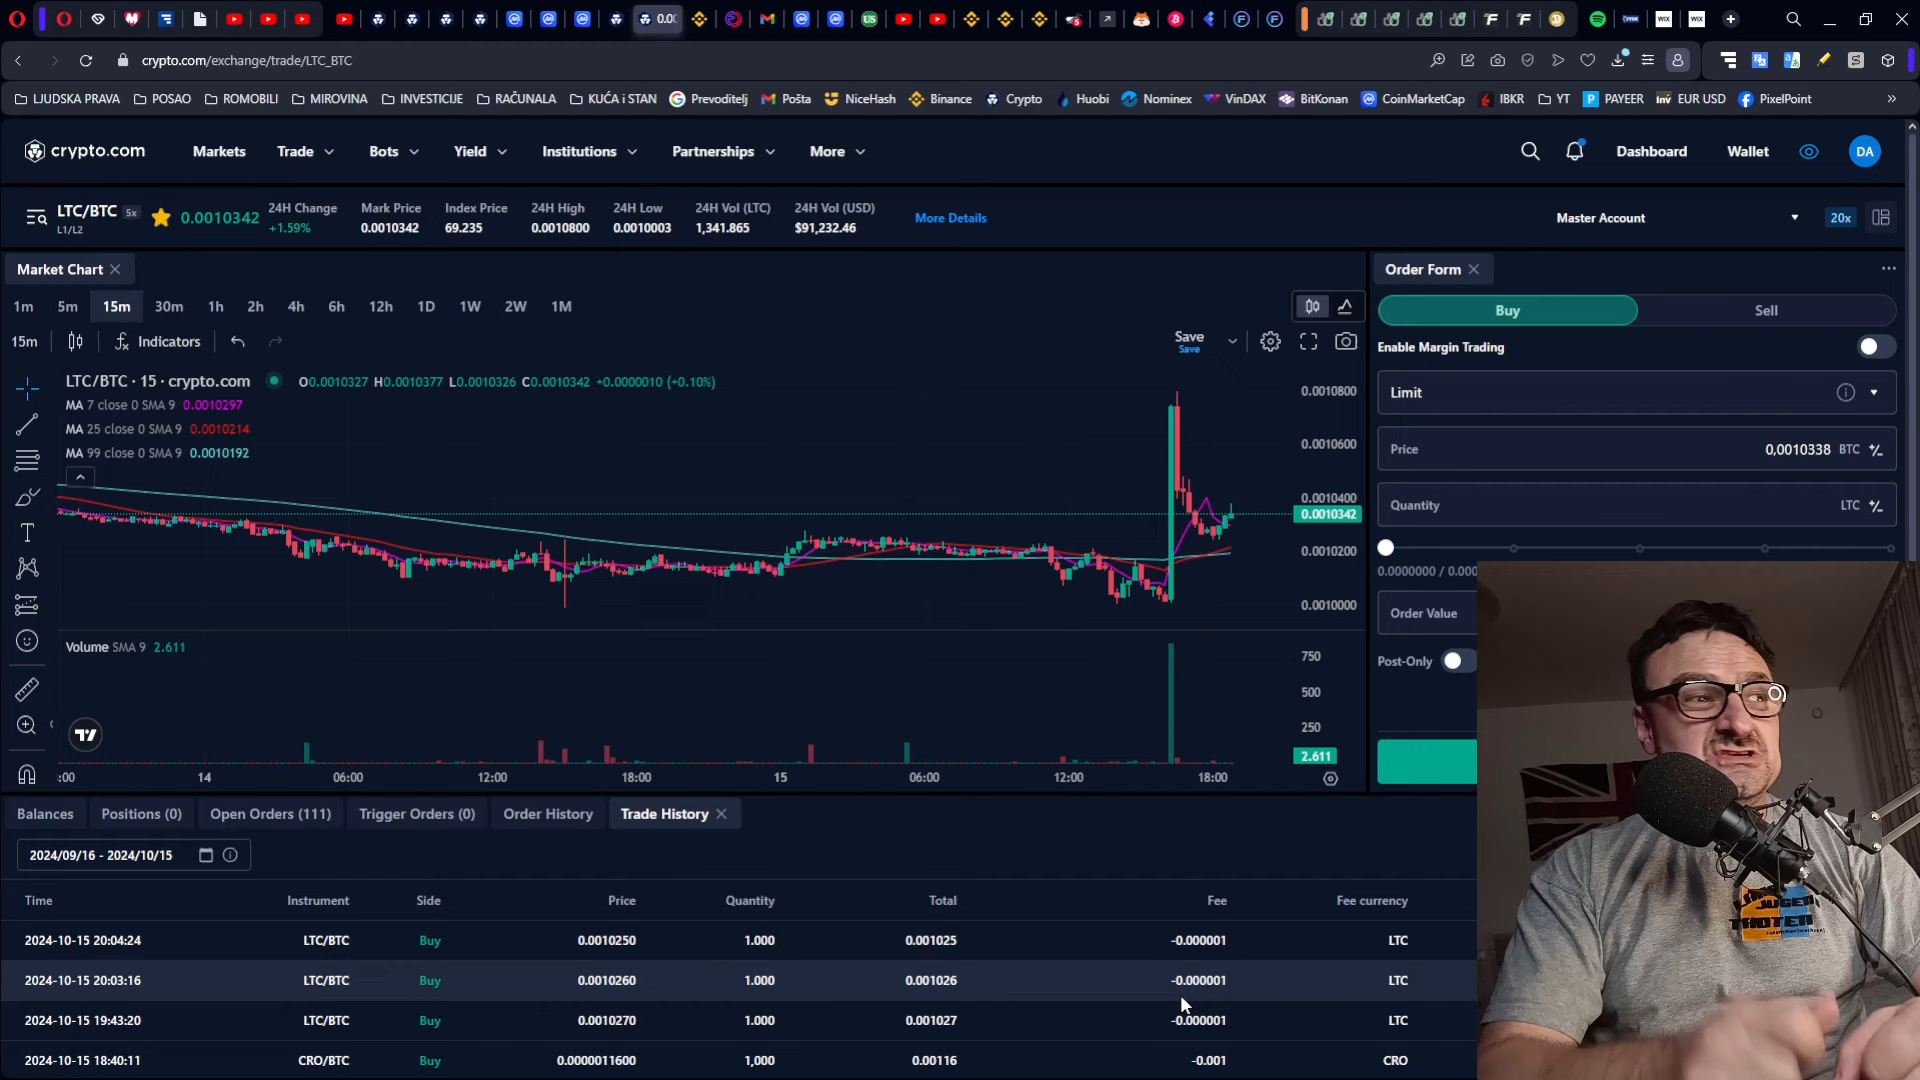 0.00
crypto.com/exchange/trade/LTC_BTC
LJUDSKA PRAVA POSAO ROMOBILI MIROVINA INVESTICIJE RAČUNALA KUĆA i STAN Prevoditelj Pošta NiceHash Binance Crypto Huobi Nominex VinDAX BitKonan CoinMarketCap IBKR YT PAYEER EUR USD PixelPoint
crypto.com Markets Trade Bots Yield Institutions Partnerships More Dashboard Wallet DA
LTC/BTC 5x 0.0010342 24H Change Mark Price Index Price 24H High 24H Low 24H Vol (LTC) 24H Vol (USD) More Details Master Account 20x
L1/L2 +1.59% 0.0010342 69.235 0.0010800 0.0010003 1,341.865 $91,232.46
Market Chart Order Form
1m 5m 15m 30m 1h 2h 4h 6h 12h 1D 1W 2W 1M
Buy Sell
15m Indicators Save
Save
Enable Margin Trading
LTC/BTC · 15 · crypto.com O0.0010327 H0.0010377 L0.0010326 C0.0010342 +0.0000010 (+0.10%)
MA 7 close 0 SMA 9 0.0010297
MA 25 close 0 SMA 9 0.0010214
MA 99 close 0 SMA 9 0.0010192
0.0010800
0.0010600
0.0010400
0.0010342
0.0010200
0.0010000
Limit
Price 0,0010338 BTC
Quantity LTC
0.0000000 / 0.000
Order Value
Post-Only
Volume SMA 9 2.611
750
500
250
2.611
:00 14 06:00 12:00 18:00 15 06:00 12:00 18:00
Balances Positions (0) Open Orders (111) Trigger Orders (0) Order History Trade History
2024/09/16 - 2024/10/15
Time Instrument Side Price Quantity Total Fee Fee currency
2024-10-15 20:04:24 LTC/BTC Buy 0.0010250 1.000 0.001025 -0.000001 LTC
2024-10-15 20:03:16 LTC/BTC Buy 0.0010260 1.000 0.001026 -0.000001 LTC
2024-10-15 19:43:20 LTC/BTC Buy 0.0010270 1.000 0.001027 -0.000001 LTC
2024-10-15 18:40:11 CRO/BTC Buy 0.0000011600 1,000 0.00116 -0.001 CRO